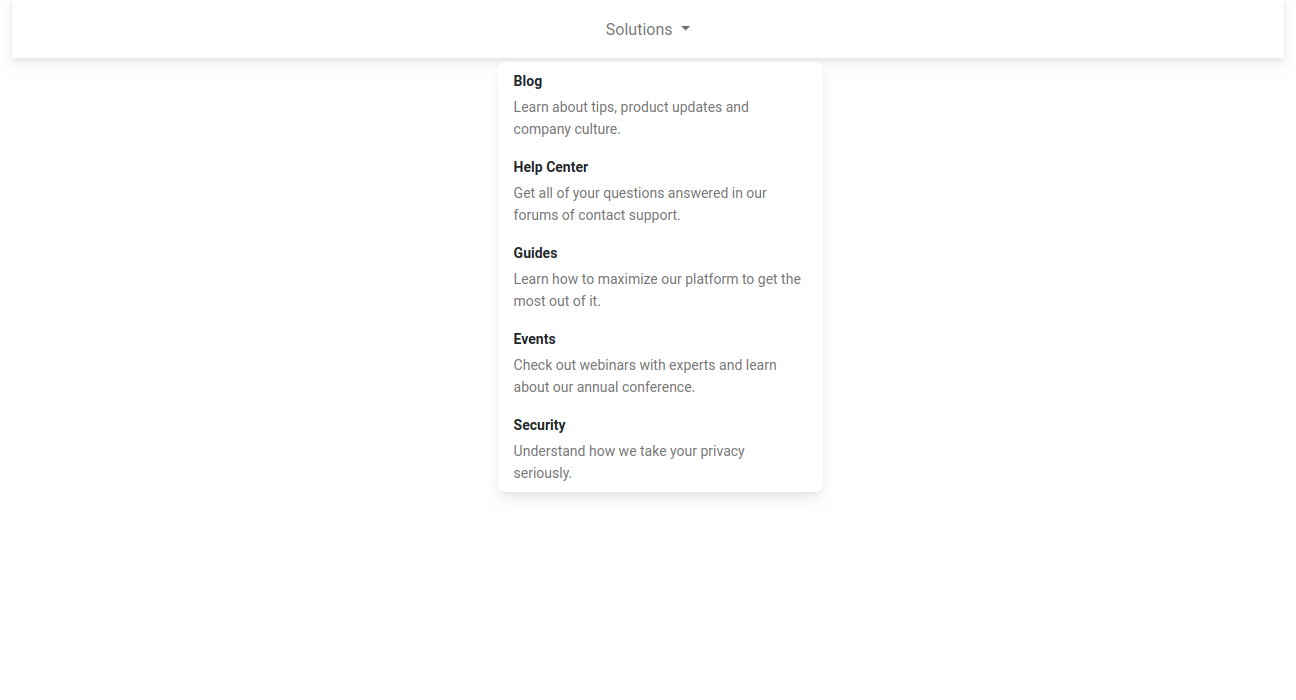 Solutions
Blog
Learn about tips, product updates and
company culture.
Help Center
Get all of your questions answered in our
forums of contact support.
Guides
Learn how to maximize our platform to get the
most out of it.
Events
Check out webinars with experts and learn
about our annual conference.
Security
Understand how we take your privacy
seriously.